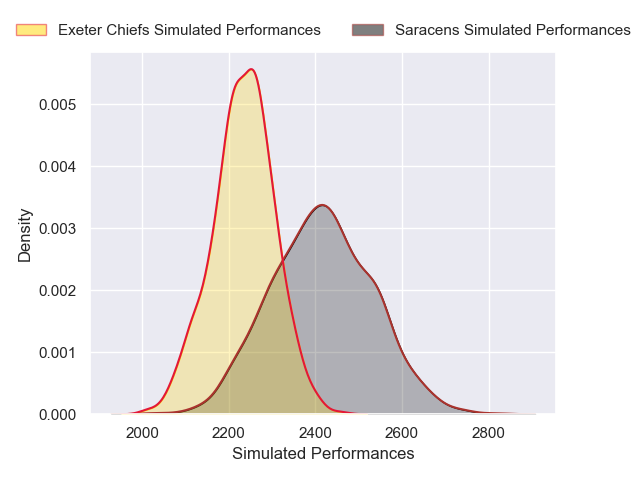 Exeter Chiefs Simulated Performances Saracens Simulated Performances
0.005
0.004
0.003
0.002
0.001
0.000
Density
2000 2200 2400 2600 2800
Simulated Performances